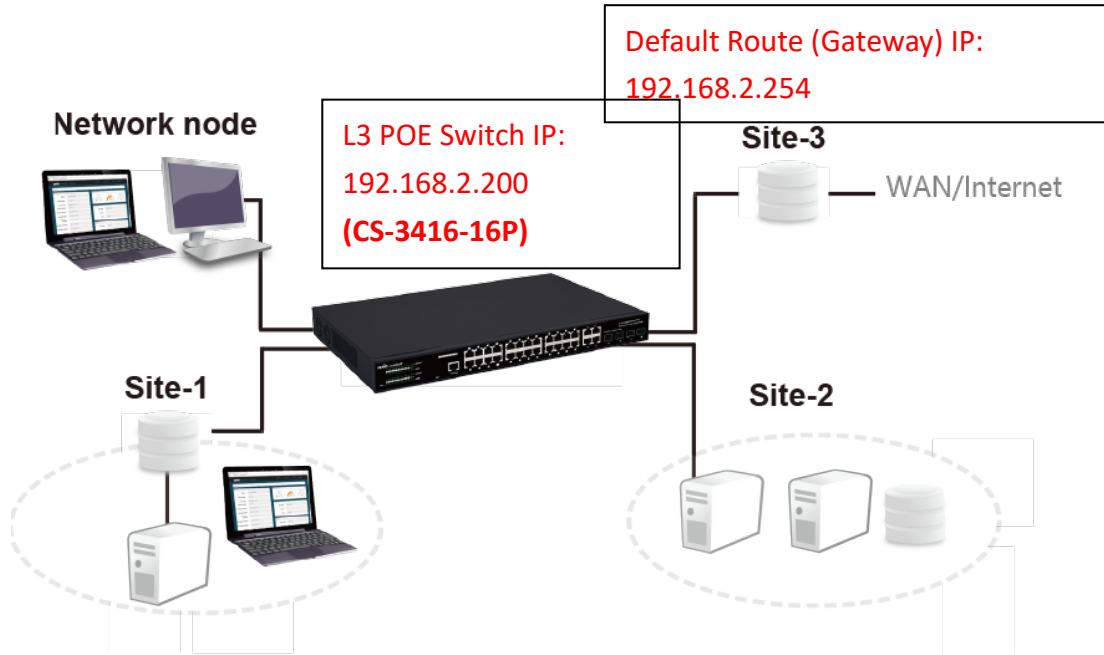 Default Route (Gateway) IP:
192.168.2.254
Network node
L3 POE Switch IP:
192.168.2.200
(CS-3416-16P)
Site-3
WAN/Internet
Site-1
Site-2